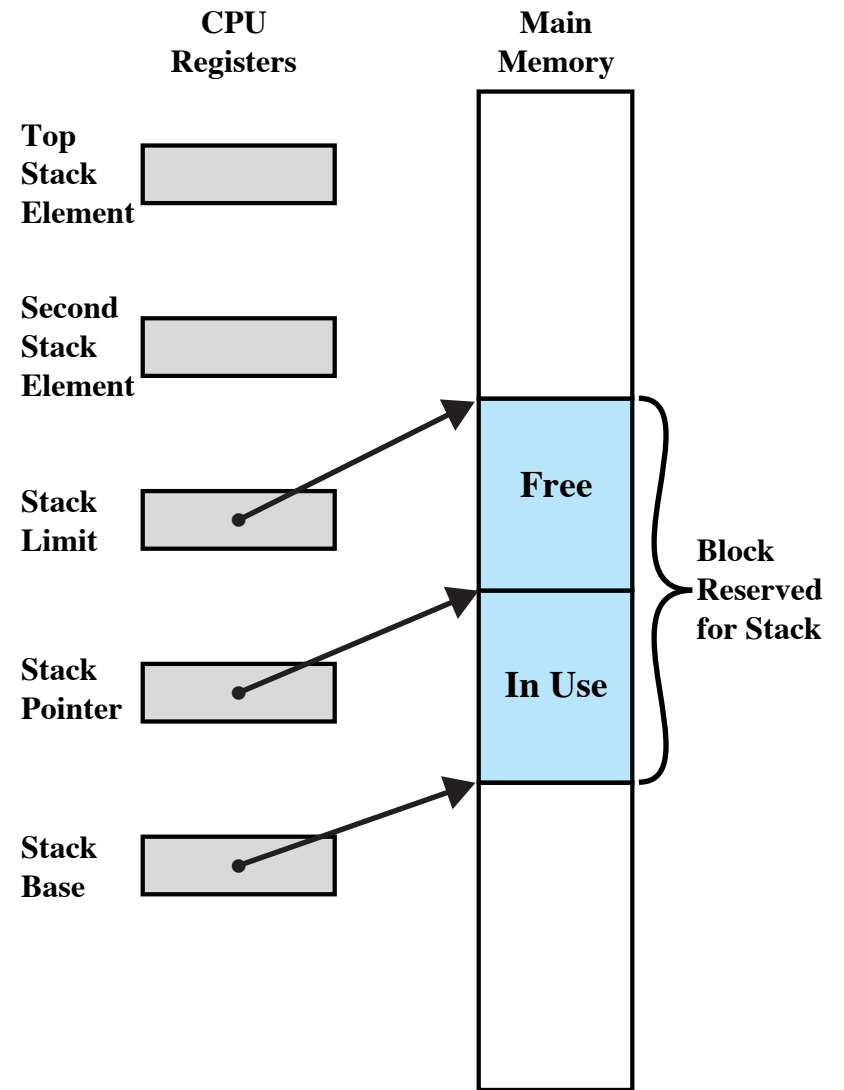 CPU
Registers
Main
Memory
Top
Stack
Element
Second
Stack
Element
Stack
Limit
Stack
Pointer
Stack
Base
Free
In Use
Block
Reserved
for Stack